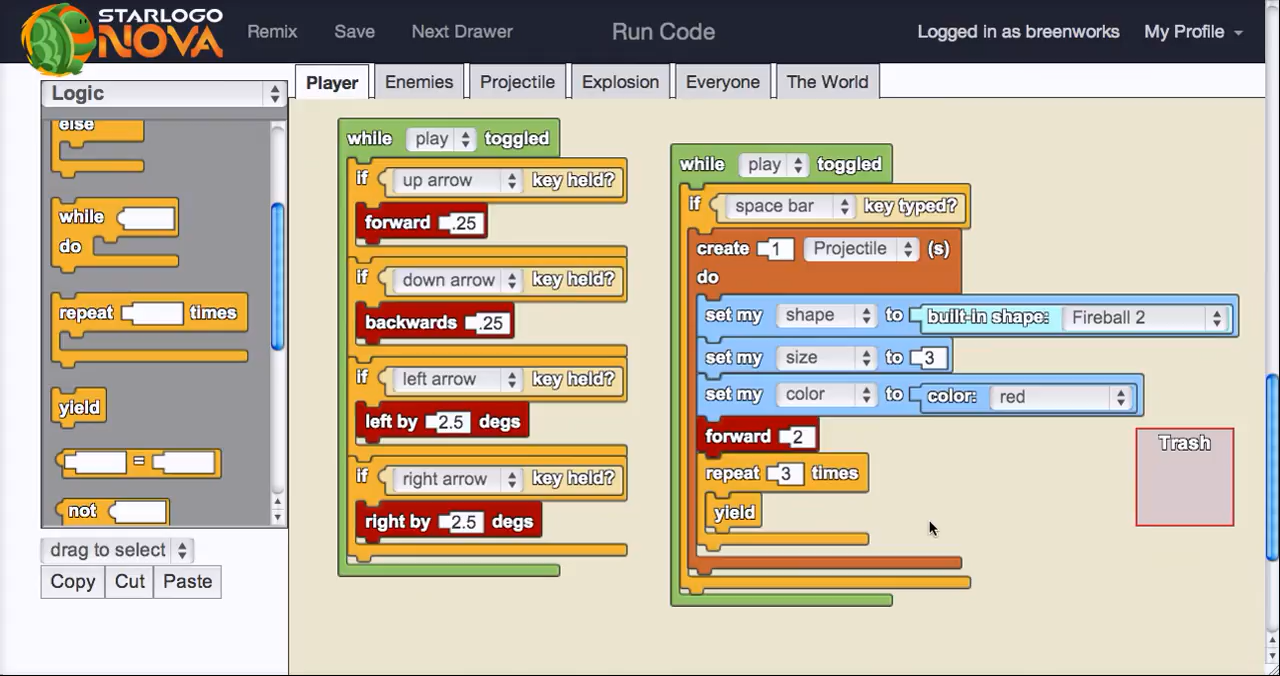 STARLOGO
NOVA
Remix
Save
Next Drawer
Run Code
Logged in as breenworks
My Profile
Logic
Player
Enemies
Projectile
Explosion
Everyone
The World
else
while
do
repeat times
yield
=
not
drag to select
Copy
Cut
Paste
while play toggled
if up arrow key held?
forward .25
if down arrow key held?
backwards .25
if left arrow key held?
left by 2.5 degs
if right arrow key held?
right by 2.5 degs
while play toggled
if space bar key typed?
create 1 Projectile (s)
do
set my shape to built-in shape: Fireball 2
set my size to 3
set my color to color: red
forward 2
repeat 3 times
yield
Trash